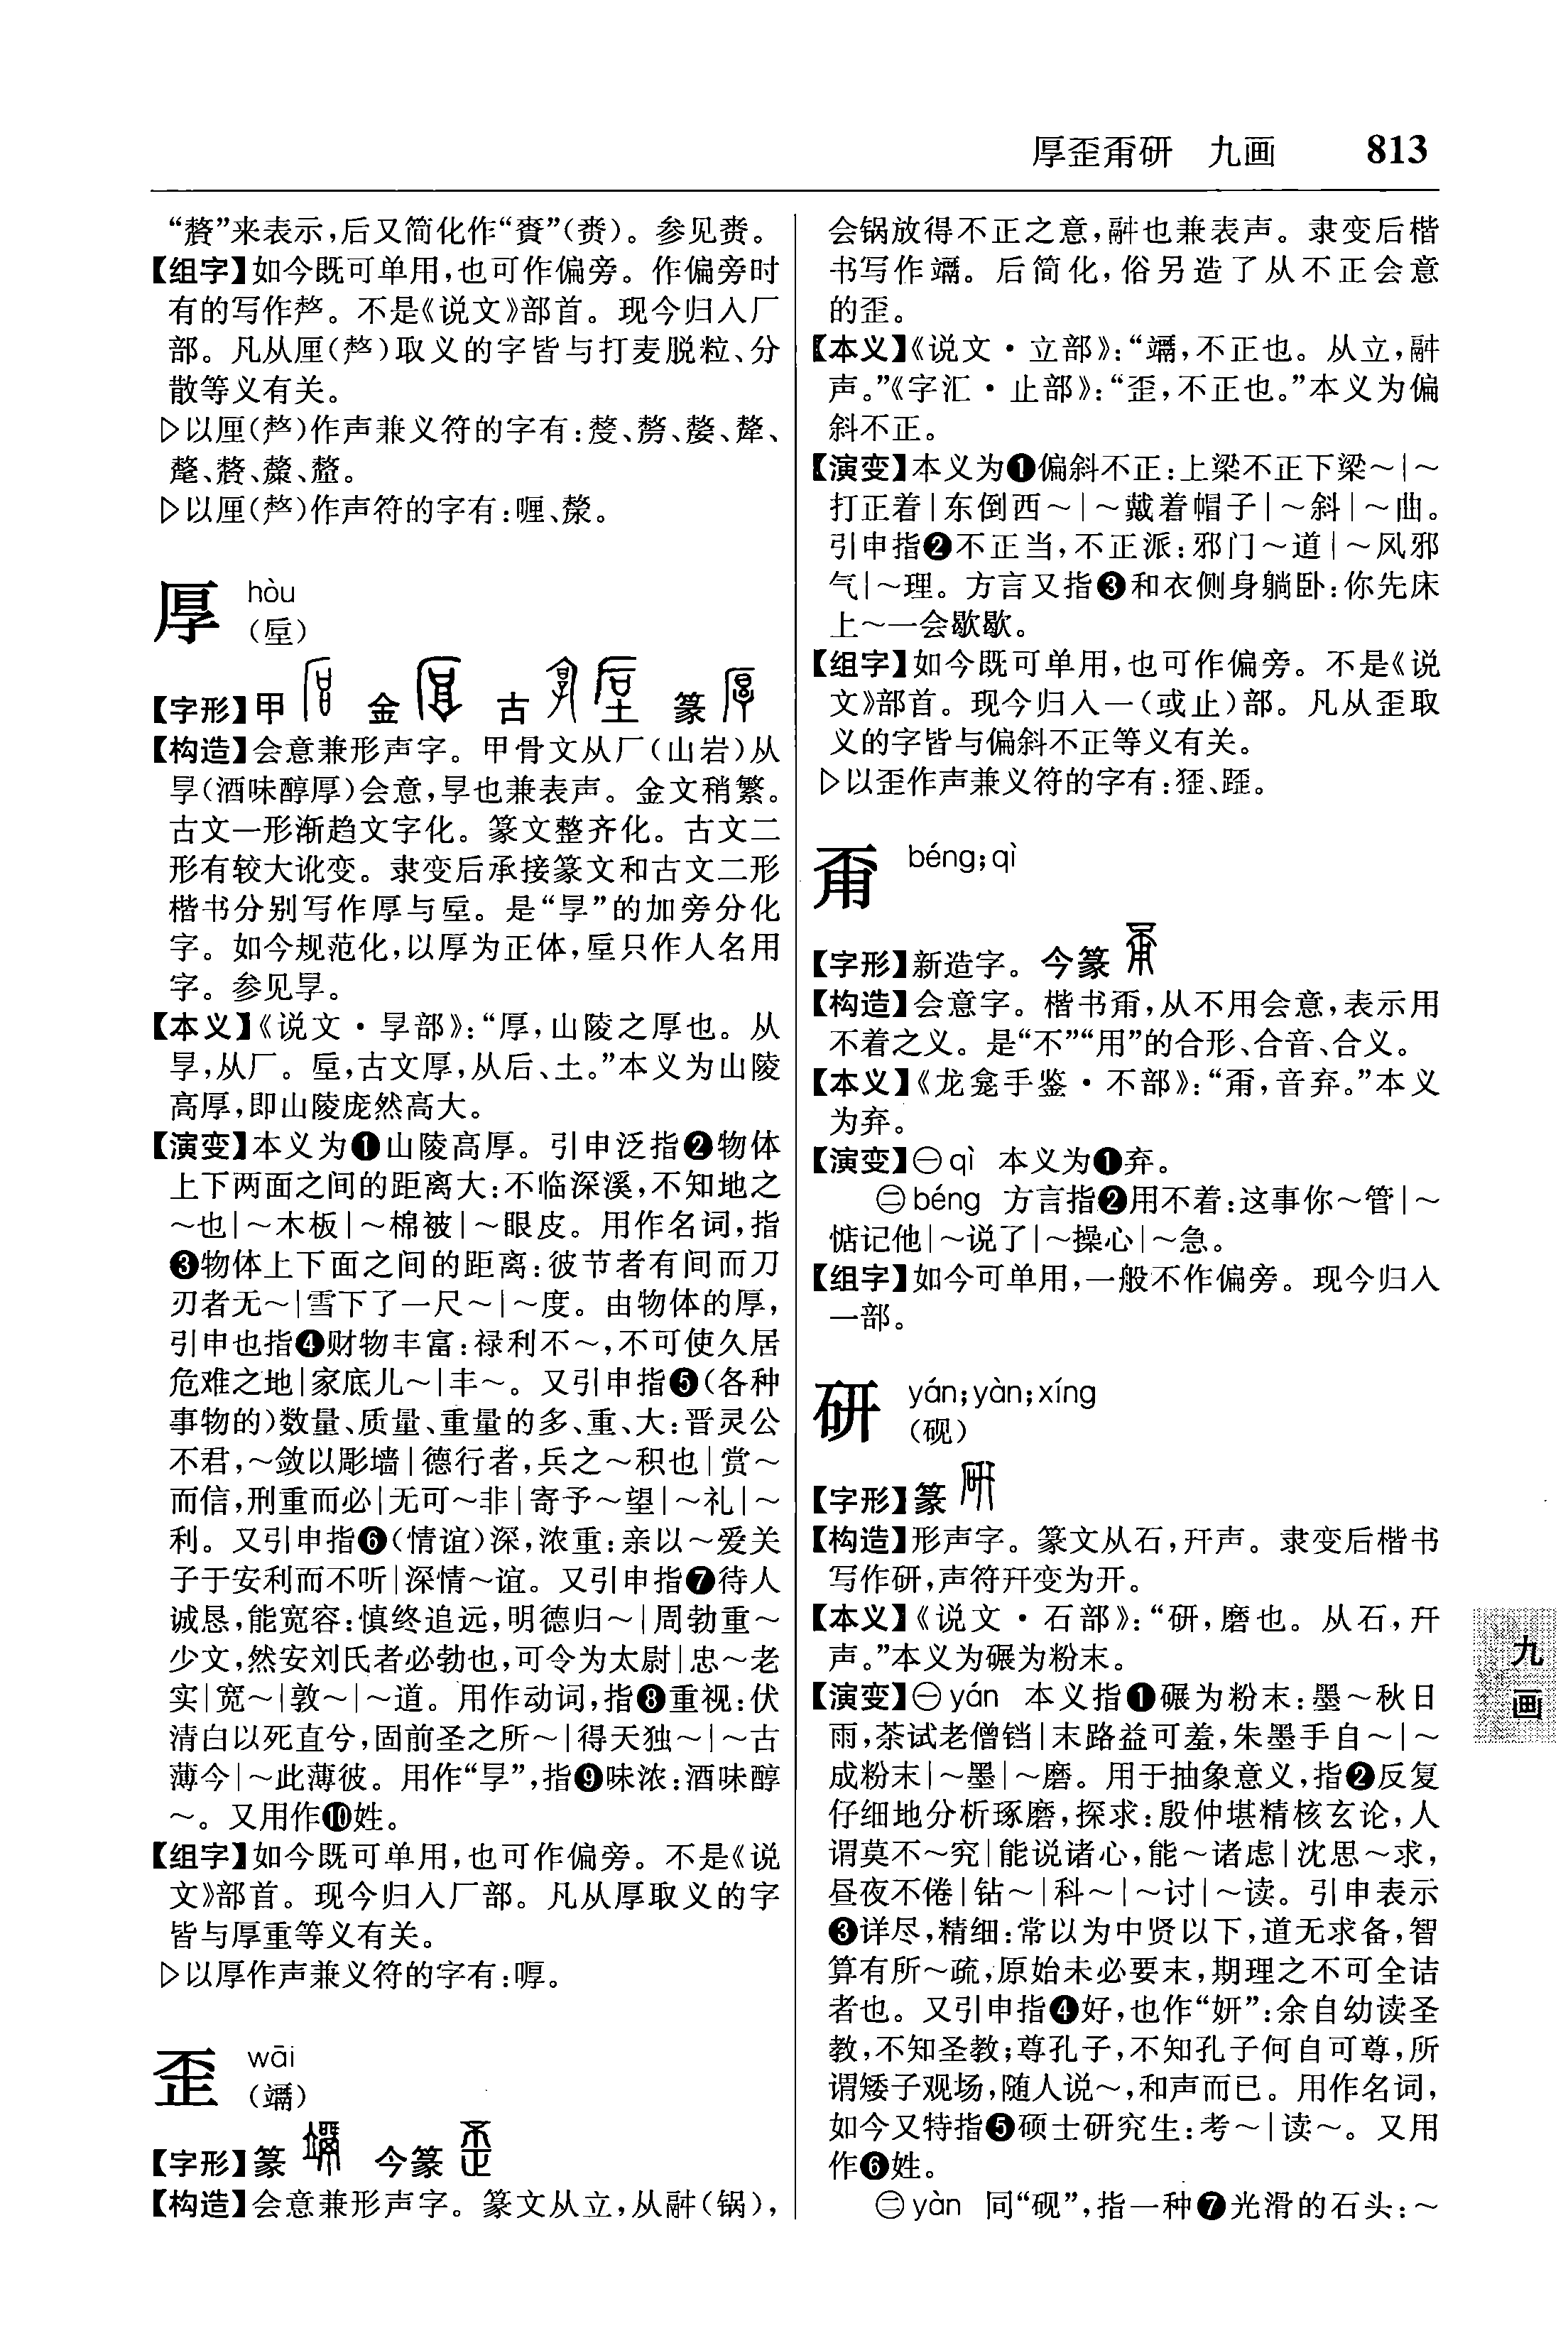 厚歪甭研　九画　813
“𠩺”来表示，后又简化作“赉”（赉）。参见赉。
【组字】如今既可单用，也可作偏旁。作偏旁时
有的写作𠩺。不是《说文》部首。现今归入厂
部。凡从厘（𠩺）取义的字皆与打麦脱粒、分
散等义有关。
▷以厘（𠩺）作声兼义符的字有：
▷以厘（𠩺）作声符的字有：喱、漦。
厚 hòu
（垕）
【字形】甲 金 古 篆
【构造】会意兼形声字。甲骨文从厂（山岩）从
㫗（酒味醇厚）会意，㫗也兼表声。金文稍繁。
古文一形渐趋文字化。篆文整齐化。古文二
形有较大讹变。隶变后承接篆文和古文二形
楷书分别写作厚与垕。是“㫗”的加旁分化
字。如今规范化，以厚为正体，垕只作人名用
字。参见㫗。
【本义】《说文·㫗部》：“厚，山陵之厚也。从
㫗，从厂。垕，古文厚，从后、土。”本义为山陵
高厚，即山陵庞然高大。
【演变】本义为❶山陵高厚。引申泛指❷物体
上下两面之间的距离大：不临深溪，不知地之
～也|～木板|～棉被|～眼皮。用作名词，指
❸物体上下面之间的距离：彼节者有间而刀
刃者无～|雪下了一尺～|～度。由物体的厚，
引申也指❹财物丰富：禄利不～，不可使久居
危难之地|家底儿～|丰～。又引申指❺（各种
事物的）数量、质量、重量的多、重、大：晋灵公
不君，～敛以彫墙|德行者，兵之～积也|赏～
而信，刑重而必|无可～非|寄予～望|～礼|～
利。又引申指❻（情谊）深，浓重：亲以～爱关
子于安利而不听|深情～谊。又引申指❼待人
诚恳，能宽容：慎终追远，明德归～|周勃重～
少文，然安刘氏者必勃也，可令为太尉|忠～老
实|宽～|敦～|～道。用作动词，指❽重视：伏
清白以死直兮，固前圣之所～|得天独～|～古
薄今|～此薄彼。用作“㫗”，指❾味浓：酒味醇
～。又用作❿姓。
【组字】如今既可单用，也可作偏旁。不是《说
文》部首。现今归入厂部。凡从厚取义的字
皆与厚重等义有关。
▷以厚作声兼义符的字有：㖃。
歪 wāi
（竵）
【字形】篆 今篆
【构造】会意兼形声字。篆文从立，从䰙（锅），
会锅放得不正之意，䰙也兼表声。隶变后楷
书写作竵。后简化，俗另造了从不正会意
的歪。
【本义】《说文·立部》：“竵，不正也。从立，䰙
声。”《字汇·止部》：“歪，不正也。”本义为偏
斜不正。
【演变】本义为❶偏斜不正：上梁不正下梁～|～
打正着|东倒西～|～戴着帽子|～斜|～曲。
引申指❷不正当，不正派：邪门～道|～风邪
气|～理。方言又指❸和衣侧身躺卧：你先床
上～一会歇歇。
【组字】如今既可单用，也可作偏旁。不是《说
文》部首。现今归入一（或止）部。凡从歪取
义的字皆与偏斜不正等义有关。
▷以歪作声兼义符的字有：
甭 béng；qì
【字形】新造字。今篆
【构造】会意字。楷书甭，从不用会意，表示用
不着之义。是“不”“用”的合形、合音、合义。
【本义】《龙龛手鉴·不部》：“甭，音弃。”本义
为弃。
【演变】㊀qì 本义为❶弃。
㊁béng 方言指❷用不着：这事你～管|～
惦记他|～说了|～操心|～急。
【组字】如今可单用，一般不作偏旁。现今归入
一部。
研 yán；yàn；xíng
（砚）
【字形】篆
【构造】形声字。篆文从石，幵声。隶变后楷书
写作研，声符幵变为开。
【本义】《说文·石部》：“研，磨也。从石，幵
声。”本义为碾为粉末。
【演变】㊀yán 本义指❶碾为粉末：墨～秋日
雨，茶试老僧铛|末路益可羞，朱墨手自～|～
成粉末|～墨|～磨。用于抽象意义，指❷反复
仔细地分析琢磨，探求：殷仲堪精核玄论，人
谓莫不～究|能说诸心，能～诸虑|沈思～求，
昼夜不倦|钻～|科～|～讨|～读。引申表示
❸详尽，精细：常以为中贤以下，道无求备，智
算有所～疏，原始未必要末，期理之不可全诘
者也。又引申指❹好，也作“妍”：余自幼读圣
教，不知圣教；尊孔子，不知孔子何自可尊，所
谓矮子观场，随人说～，和声而已。用作名词，
如今又特指❺硕士研究生：考～|读～。又用
作❻姓。
㊁yàn 同“砚”，指一种❼光滑的石头：～
九画